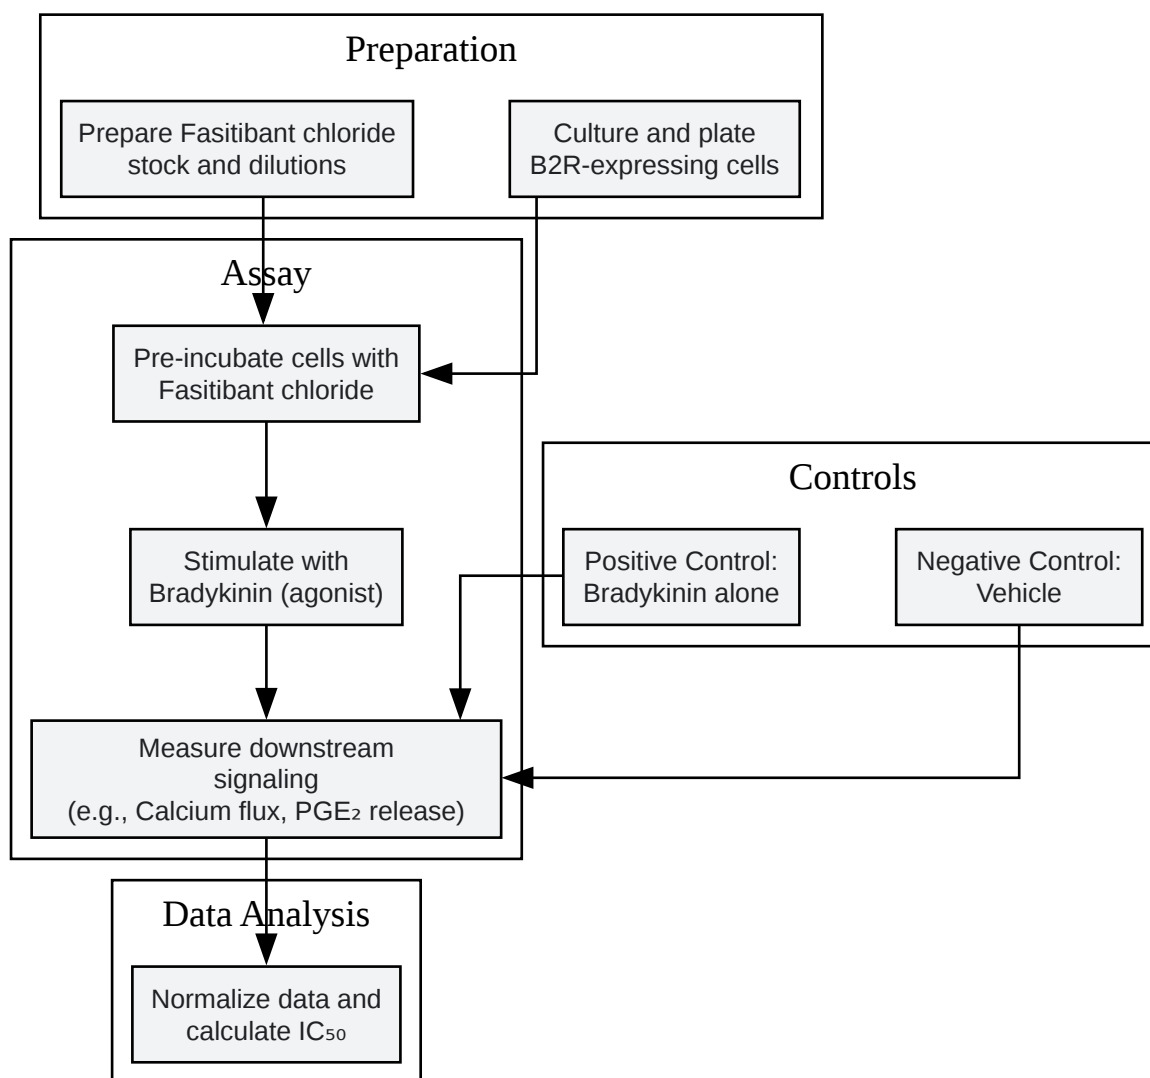 Preparation
Prepare Fasitibant chloride
stock and dilutions
Culture and plate
B2R-expressing cells
Assay
Pre-incubate cells with
Fasitibant chloride
Controls
Stimulate with
Bradykinin (agonist)
Positive Control:
Bradykinin alone
Negative Control:
Vehicle
Measure downstream
signaling
(e.g., Calcium flux, PGE₂ release)
Data Analysis
Normalize data and
calculate IC₅₀